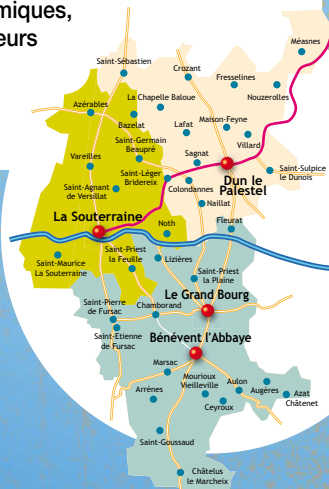 miques,
eurs
Méasnes
Saint-Sébastien
Crozant
Fresselines
Azérables
La Chapelle Baloue
Nouzerolles
Bazelat
Lafat
Maison-Feyne
Saint-Germain
Beaupré
Villard
Vareilles
Sagnat
Saint-Léger
Bridereix
Dun le
Palestel
Saint-Sulpice
le Dunois
Saint-Agnant
de Versillat
Colondannes
Naillat
La Souterraine
Noth
Fleurat
Saint-Maurice
La Souterraine
Saint-Priest
la Feuille
Lizières
Saint-Priest
la Plaine
Saint-Pierre
de Fursac
Chamborand
Le Grand Bourg
Saint-Etienne
de Fursac
Bénévent l'Abbaye
Marsac
Mourioux
Vieilleville
Aulon
Augères
Azat
Châtenet
Arrènes
Ceyroux
Saint-Goussaud
Châtelus
le Marcheix